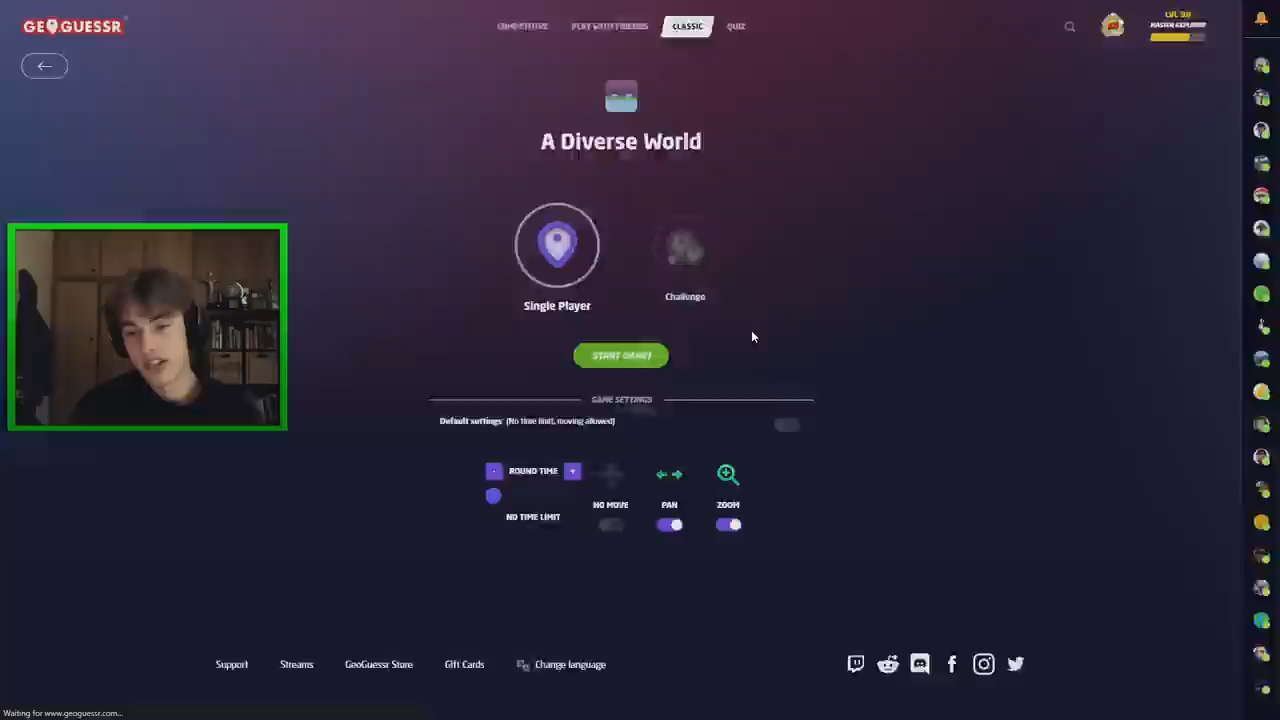 GEOGUESSR
COMPETITIVE
PLAY WITH FRIENDS
CLASSIC
QUIZ
MASTER
A Diverse World
Single Player
Challenge
START GAME!
GAME SETTINGS
Default settings (No time limit, moving allowed)
- ROUND TIME +
NO TIME LIMIT
NO MOVE
PAN
ZOOM
Support
Streams
GeoGuessr Store
Gift Cards
Change language
Waiting for www.geoguessr.com...